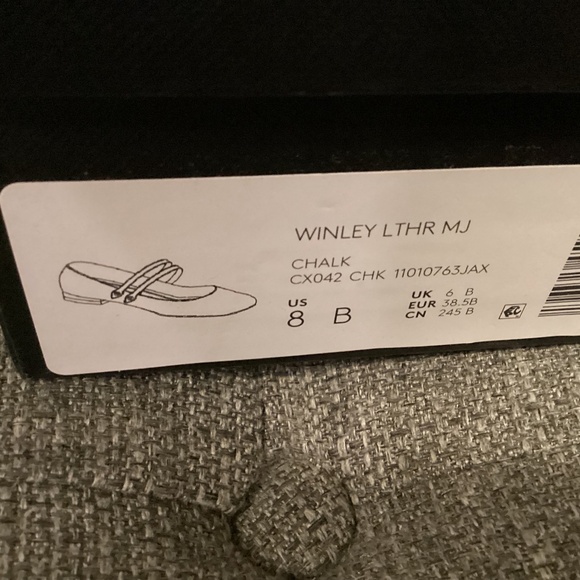 WINLEY LTHR MJ
CHALK
CX042 CHK 11010763JAX
US
8 B
UK 6 B
EUR 38.5B
CN 245 B